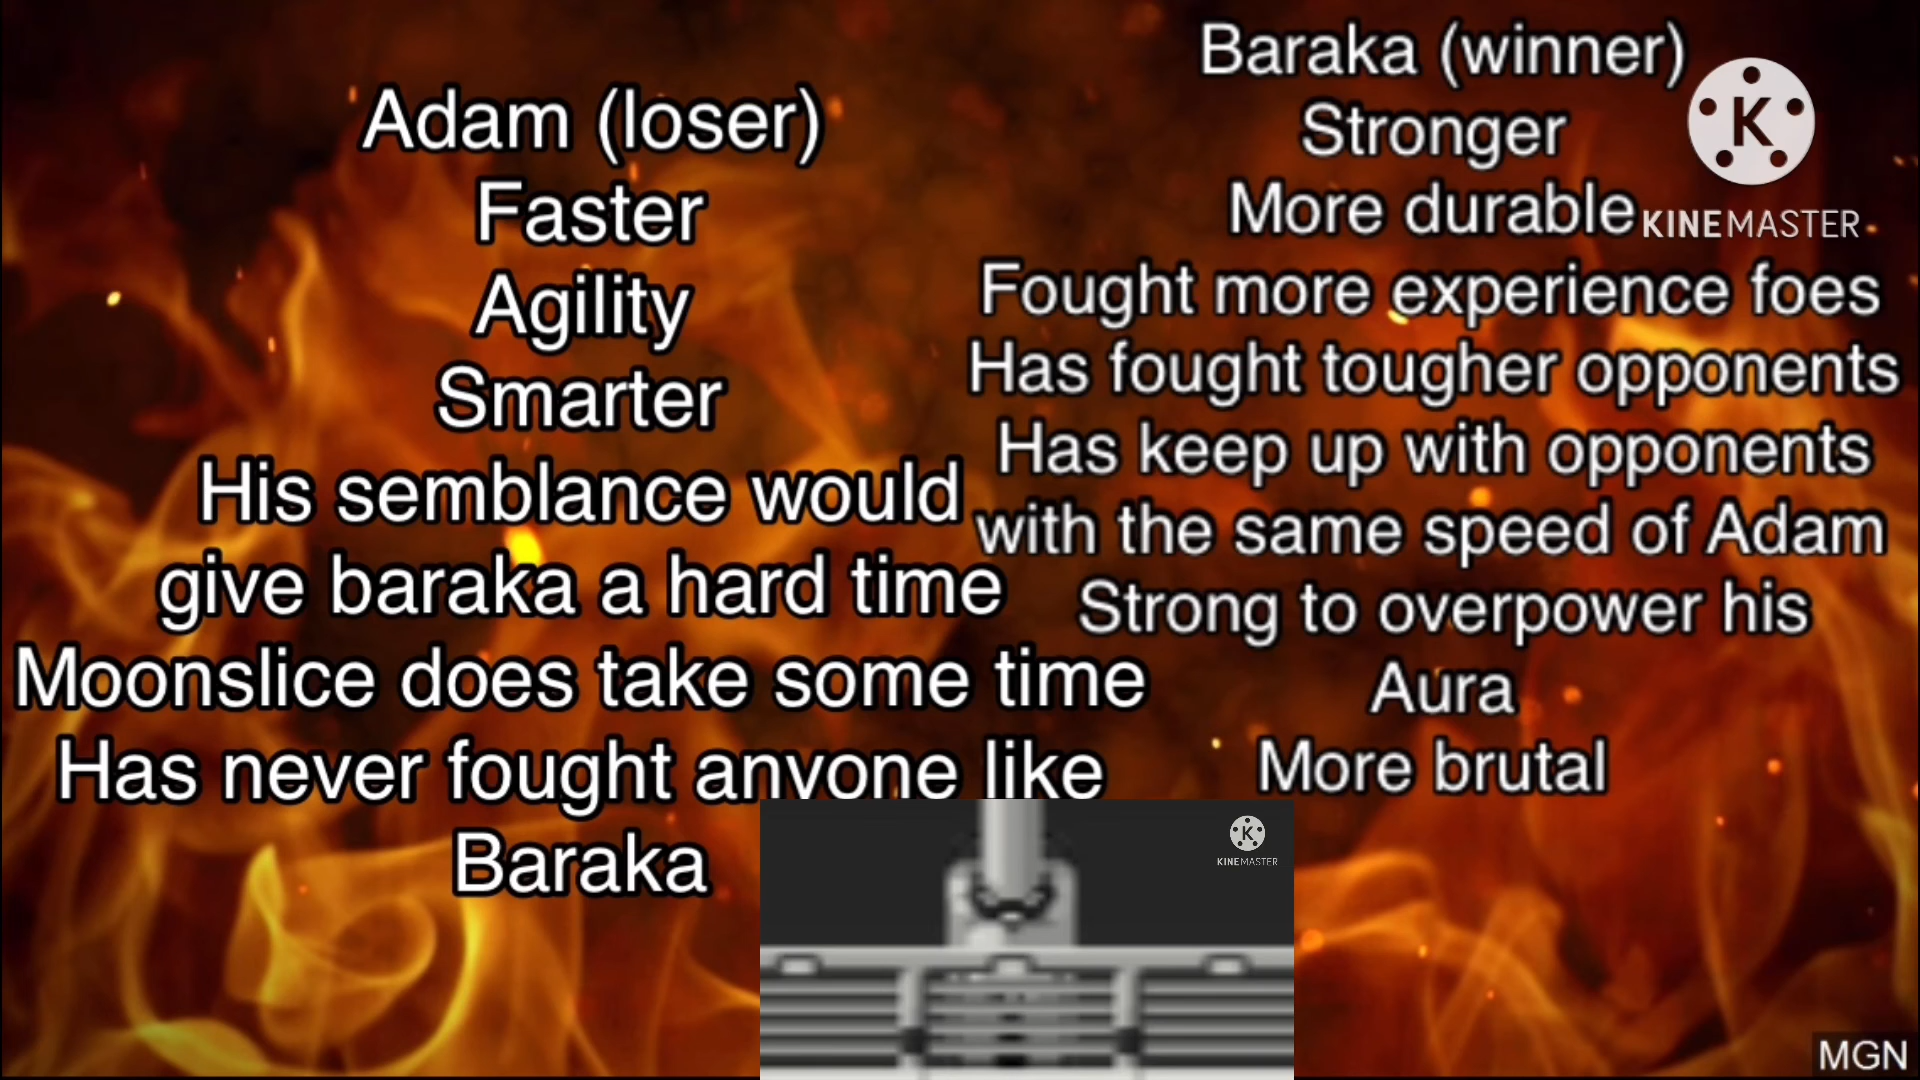 Adam (loser)
Faster
Agility
Smarter
His semblance would
give baraka a hard time
Moonslice does take some time
Has never fought anyone like
Baraka
Baraka (winner)
Stronger
More durable
Fought more experience foes
Has fought tougher opponents
Has keep up with opponents
with the same speed of Adam
Strong to overpower his
Aura
More brutal
K
KINEMASTER
K
KINEMASTER
MGN